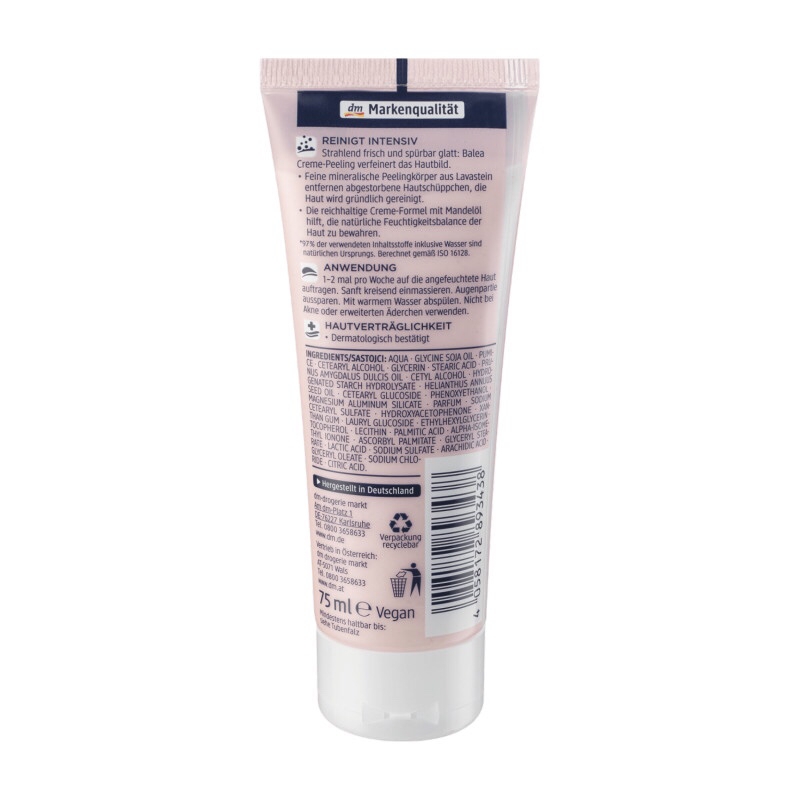 dm Markenqualität
REINIGT INTENSIV
Strahlend frisch und spürbar glatt: Balea
Creme-Peeling verfeinert das Hautbild.
• Feine mineralische Peelingkörper aus Lavastein
entfernen abgestorbene Hautschüppchen, die
Haut wird gründlich gereinigt.
• Die reichhaltige Creme-Formel mit Mandelöl
hilft, die natürliche Feuchtigkeitsbalance der
Haut zu bewahren.
*97 % der verwendeten Inhaltsstoffe inklusive Wasser sind
natürlichen Ursprungs. Berechnet gemäß ISO 16128.
ANWENDUNG
1–2 mal pro Woche auf die angefeuchtete Haut
auftragen. Sanft kreisend einmassieren. Augenpartie
aussparen. Mit warmem Wasser abspülen. Nicht bei
Akne oder erweiterten Äderchen verwenden.
HAUTVERTRÄGLICHKEIT
• Dermatologisch bestätigt
INGREDIENTS/SASTOJCI: AQUA · GLYCINE SOJA OIL · PUMI-
CE · CETEARYL ALCOHOL · GLYCERIN · STEARIC ACID · PRU-
NUS AMYGDALUS DULCIS OIL · CETYL ALCOHOL · HYDRO-
GENATED STARCH HYDROLYSATE · HELIANTHUS ANNUUS
SEED OIL · CETEARYL GLUCOSIDE · PHENOXYETHANOL ·
MAGNESIUM ALUMINUM SILICATE · PARFUM · SODIUM
CETEARYL SULFATE · HYDROXYACETOPHENONE · XAN-
THAN GUM · LAURYL GLUCOSIDE · ETHYLHEXYLGLYCERIN ·
TOCOPHEROL · LECITHIN · PALMITIC ACID · ALPHA-ISOME-
THYL IONONE · ASCORBYL PALMITATE · GLYCERYL STEA-
RATE · LACTIC ACID · SODIUM SULFATE · ARACHIDIC ACID ·
GLYCERYL OLEATE · SODIUM CHLO-
RIDE · CITRIC ACID.
Hergestellt in Deutschland
dm-drogerie markt
Am dm-Platz 1
DE-76227 Karlsruhe
Tel. 0800 3658633
www.dm.de
Verpackung
recyclebar
Vertrieb in Österreich:
dm drogerie markt
AT-5071 Wals
Tel. 0800 3658633
www.dm.at
75 ml e Vegan
Mindestens haltbar bis:
siehe Tubenfalz
4 058172 893438